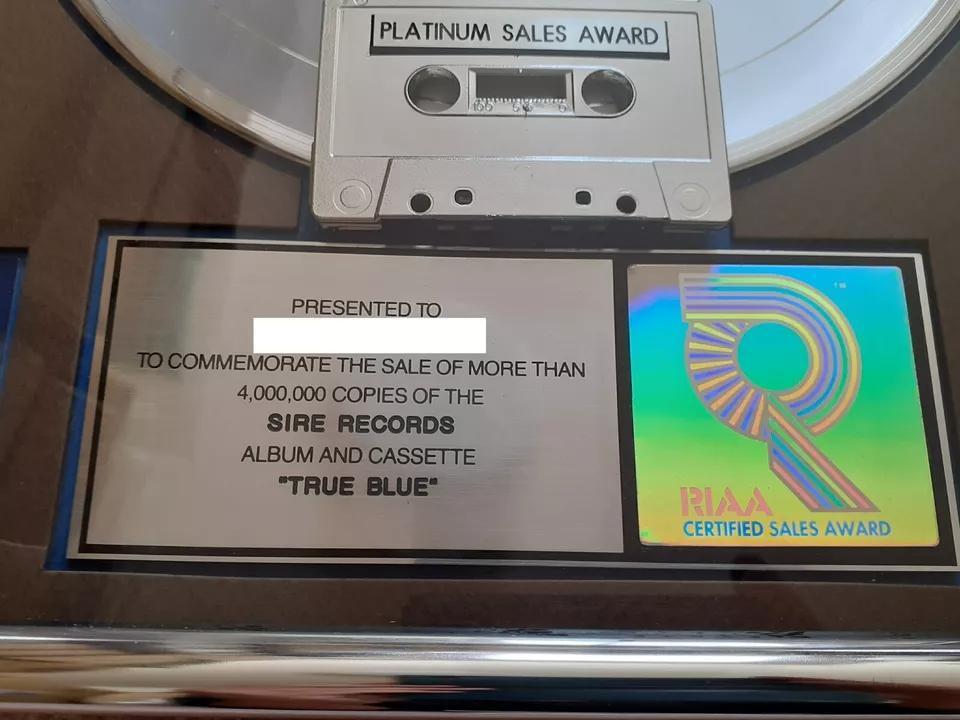 PLATINUM SALES AWARD
PRESENTED TO
TO COMMEMORATE THE SALE OF MORE THAN
4,000,000 COPIES OF THE
SIRE RECORDS
ALBUM AND CASSETTE
"TRUE BLUE"
TM
R
RIAA
CERTIFIED SALES AWARD